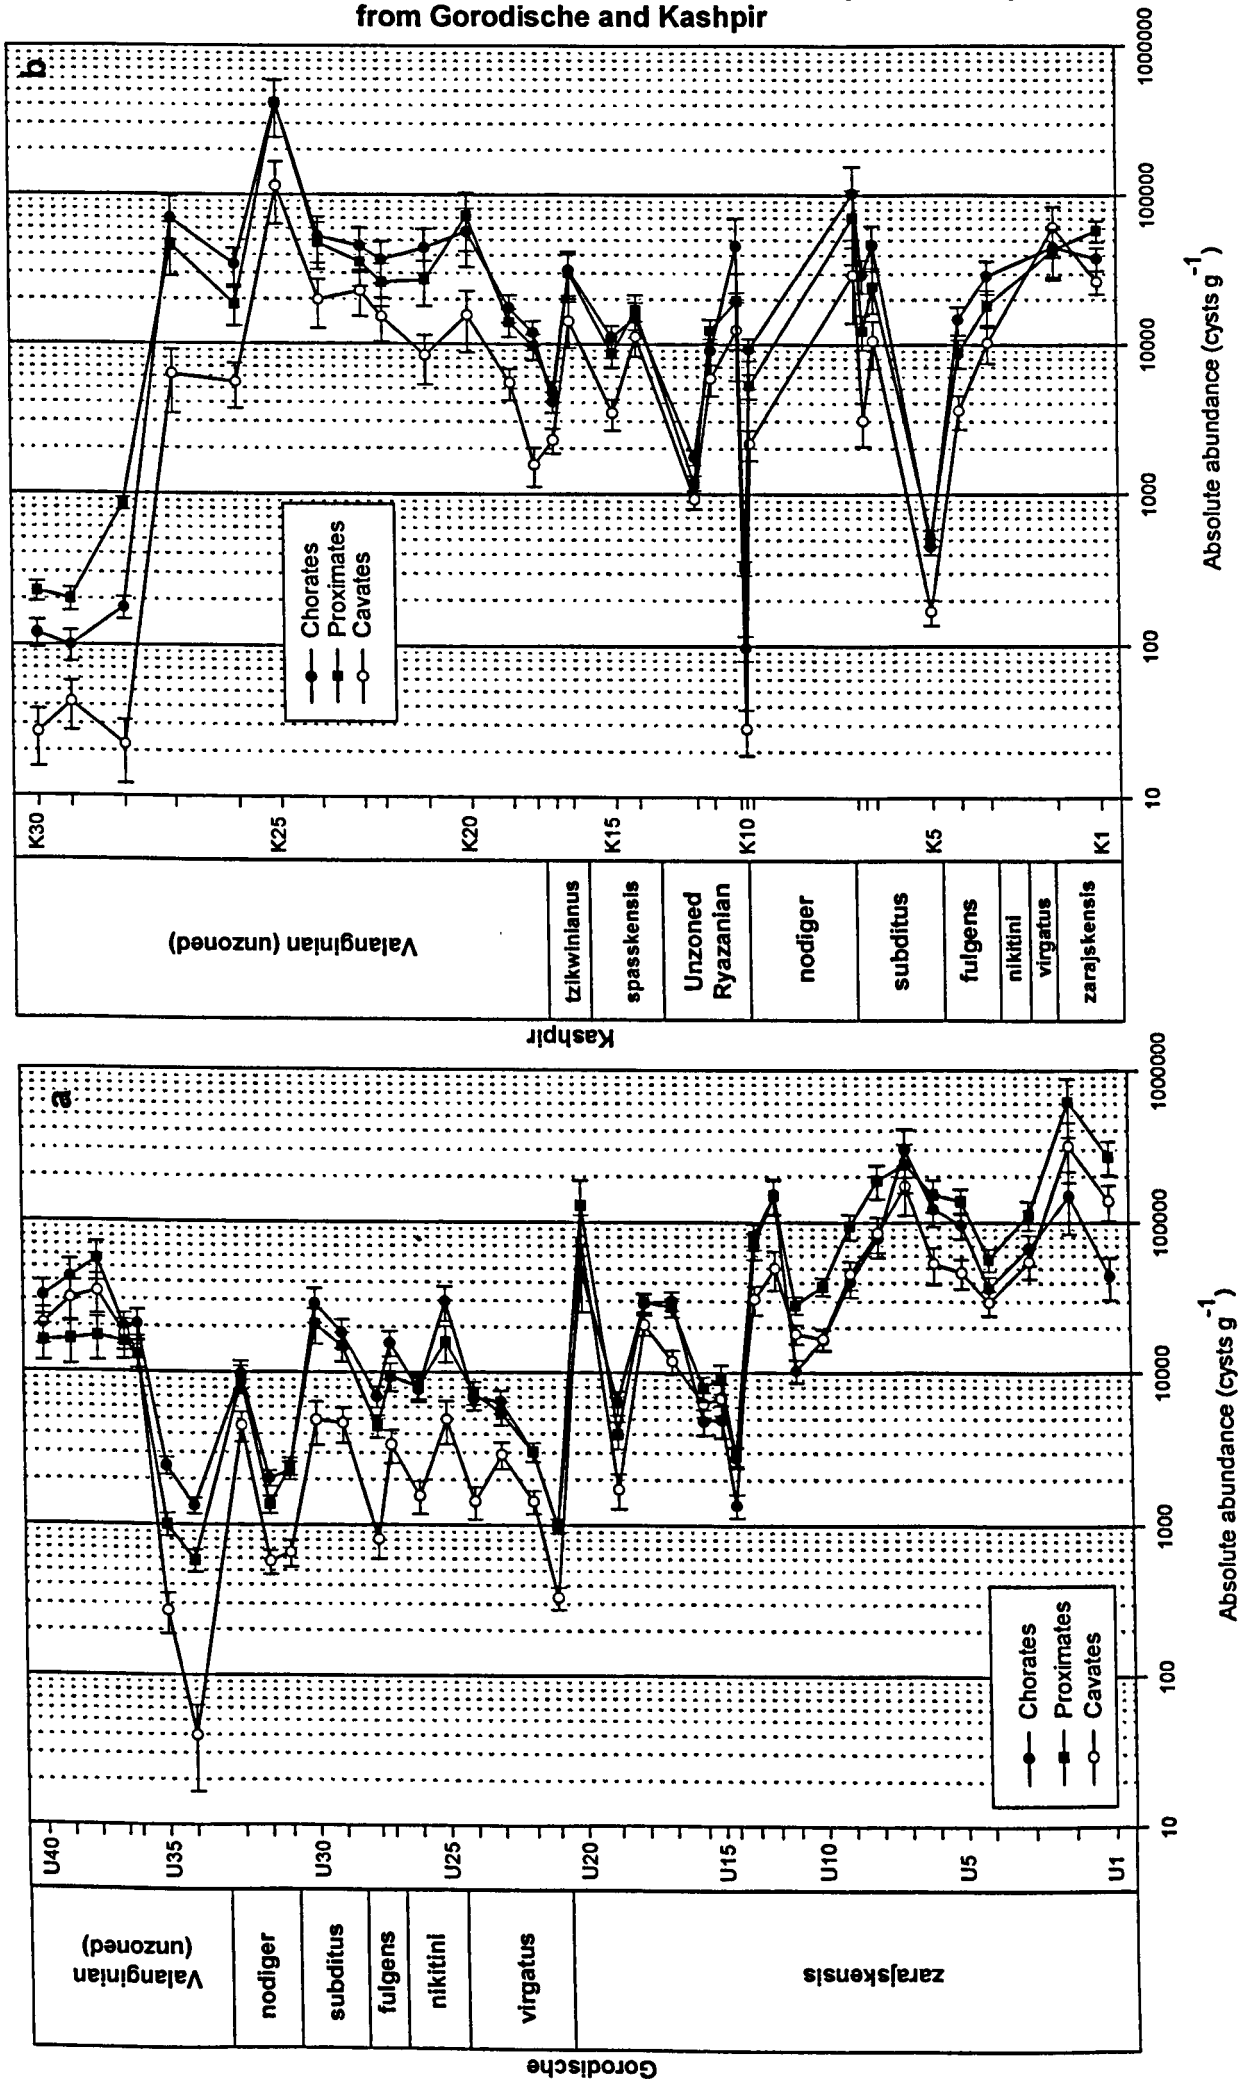 from Gorodische and Kashpir
b
K30
K25
K20
K15
K10
K5
K1
Valanginian (unzoned)
tzikwinianus
spasskensis
Unzoned
Ryazanian
nodiger
subditus
fulgens
nikitini
virgatus
zarajskensis
Kashpir
Chorates
Proximates
Cavates
10
100
1000
10000
100000
1000000
Absolute abundance (cysts g⁻¹)
a
U40
U35
U30
U25
U20
U15
U10
U5
U1
Valanginian
(unzoned)
nodiger
subditus
fulgens
nikitini
virgatus
zarajskensis
Gorodische
Chorates
Proximates
Cavates
10
100
1000
10000
100000
1000000
Absolute abundance (cysts g⁻¹)